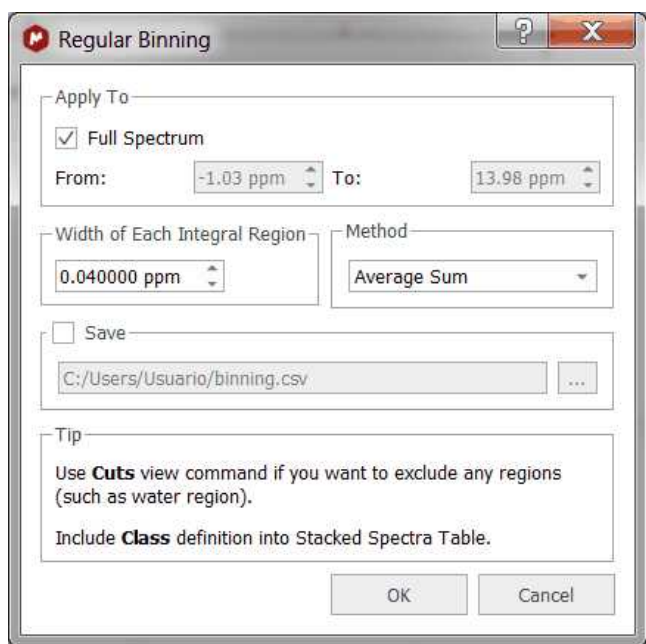 Regular Binning
Apply To
Full Spectrum
From: -1.03 ppm To: 13.98 ppm
Width of Each Integral Region
0.040000 ppm
Method
Average Sum
Save
C:/Users/Usuario/binning.csv
...
Tip
Use Cuts view command if you want to exclude any regions
(such as water region).
Include Class definition into Stacked Spectra Table.
OK Cancel